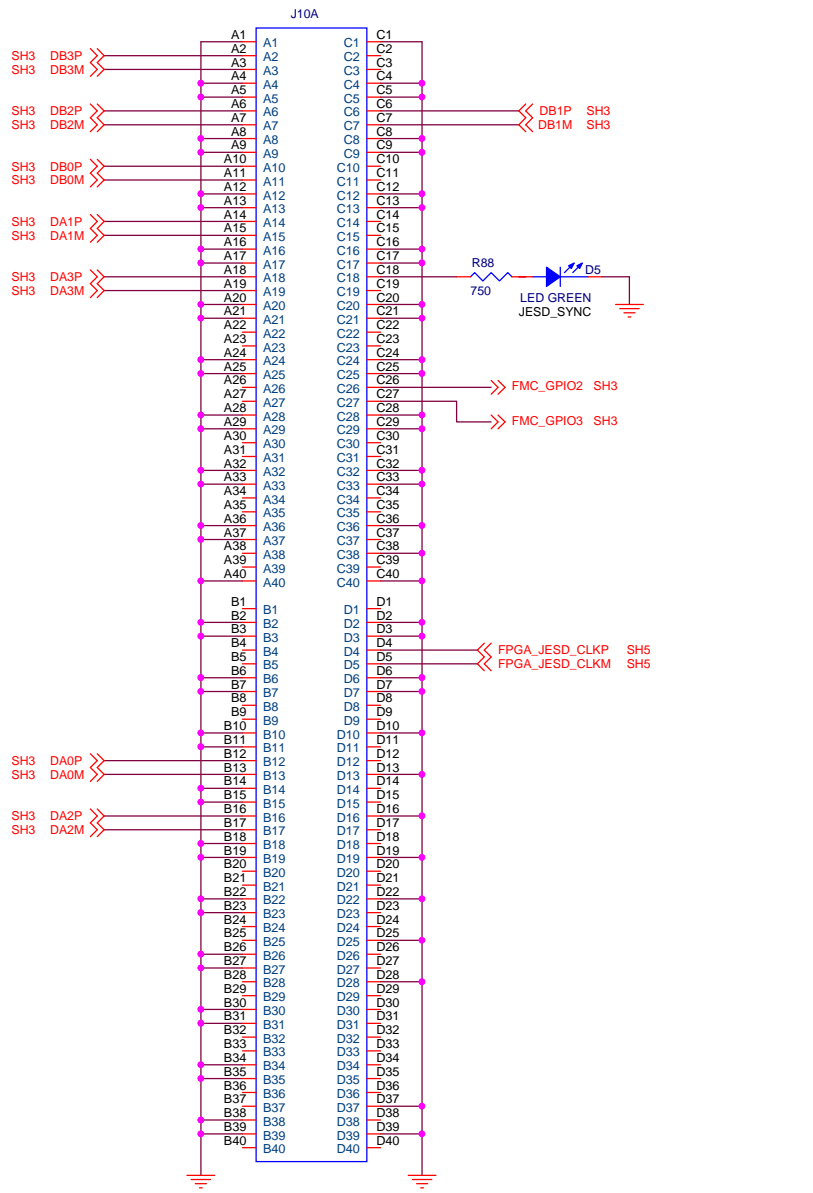 J10A
A1 A1 C1 C1
SH3 DB3P A2 A2 C2 C2
SH3 DB3M A3 A3 C3 C3
A4 A4 C4 C4
A5 A5 C5 C5
SH3 DB2P A6 A6 C6 C6 DB1P SH3
SH3 DB2M A7 A7 C7 C7 DB1M SH3
A8 A8 C8 C8
A9 A9 C9 C9
SH3 DB0P A10 A10 C10 C10
SH3 DB0M A11 A11 C11 C11
A12 A12 C12 C12
A13 A13 C13 C13
SH3 DA1P A14 A14 C14 C14
SH3 DA1M A15 A15 C15 C15
A16 A16 C16 C16
A17 A17 C17 C17
R88
SH3 DA3P A18 A18 C18 C18 D5
SH3 DA3M A19 A19 C19 C19 750
LED GREEN
JESD_SYNC
A20 A20 C20 C20
A21 A21 C21 C21
A22 A22 C22 C22
A23 A23 C23 C23
A24 A24 C24 C24
A25 A25 C25 C25
A26 A26 C26 C26 FMC_GPIO2 SH3
A27 A27 C27 C27 FMC_GPIO3 SH3
A28 A28 C28 C28
A29 A29 C29 C29
A30 A30 C30 C30
A31 A31 C31 C31
A32 A32 C32 C32
A33 A33 C33 C33
A34 A34 C34 C34
A35 A35 C35 C35
A36 A36 C36 C36
A37 A37 C37 C37
A38 A38 C38 C38
A39 A39 C39 C39
A40 A40 C40 C40
B1 B1 D1 D1
B2 B2 D2 D2
B3 B3 D3 D3
B4 B4 D4 D4 FPGA_JESD_CLKP SH5
B5 B5 D5 D5 FPGA_JESD_CLKM SH5
B6 B6 D6 D6
B7 B7 D7 D7
B8 B8 D8 D8
B9 B9 D9 D9
B10 B10 D10 D10
B11 B11 D11 D11
SH3 DA0P B12 B12 D12 D12
SH3 DA0M B13 B13 D13 D13
B14 B14 D14 D14
B15 B15 D15 D15
SH3 DA2P B16 B16 D16 D16
SH3 DA2M B17 B17 D17 D17
B18 B18 D18 D18
B19 B19 D19 D19
B20 B20 D20 D20
B21 B21 D21 D21
B22 B22 D22 D22
B23 B23 D23 D23
B24 B24 D24 D24
B25 B25 D25 D25
B26 B26 D26 D26
B27 B27 D27 D27
B28 B28 D28 D28
B29 B29 D29 D29
B30 B30 D30 D30
B31 B31 D31 D31
B32 B32 D32 D32
B33 B33 D33 D33
B34 B34 D34 D34
B35 B35 D35 D35
B36 B36 D36 D36
B37 B37 D37 D37
B38 B38 D38 D38
B39 B39 D39 D39
B40 B40 D40 D40